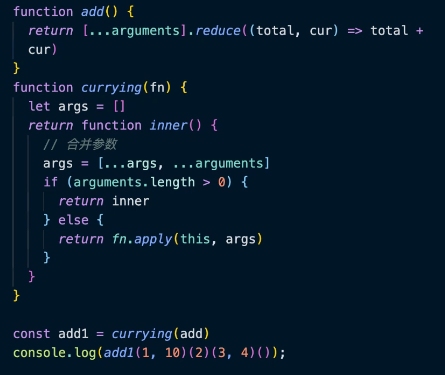 function add() {
  return [...arguments].reduce((total, cur) => total +
  cur)
}
function currying(fn) {
  let args = []
  return function inner() {
    // 合并参数
    args = [...args, ...arguments]
    if (arguments.length > 0) {
      return inner
    } else {
      return fn.apply(this, args)
    }
  }
}

const add1 = currying(add)
console.log(add1(1, 10)(2)(3, 4)());